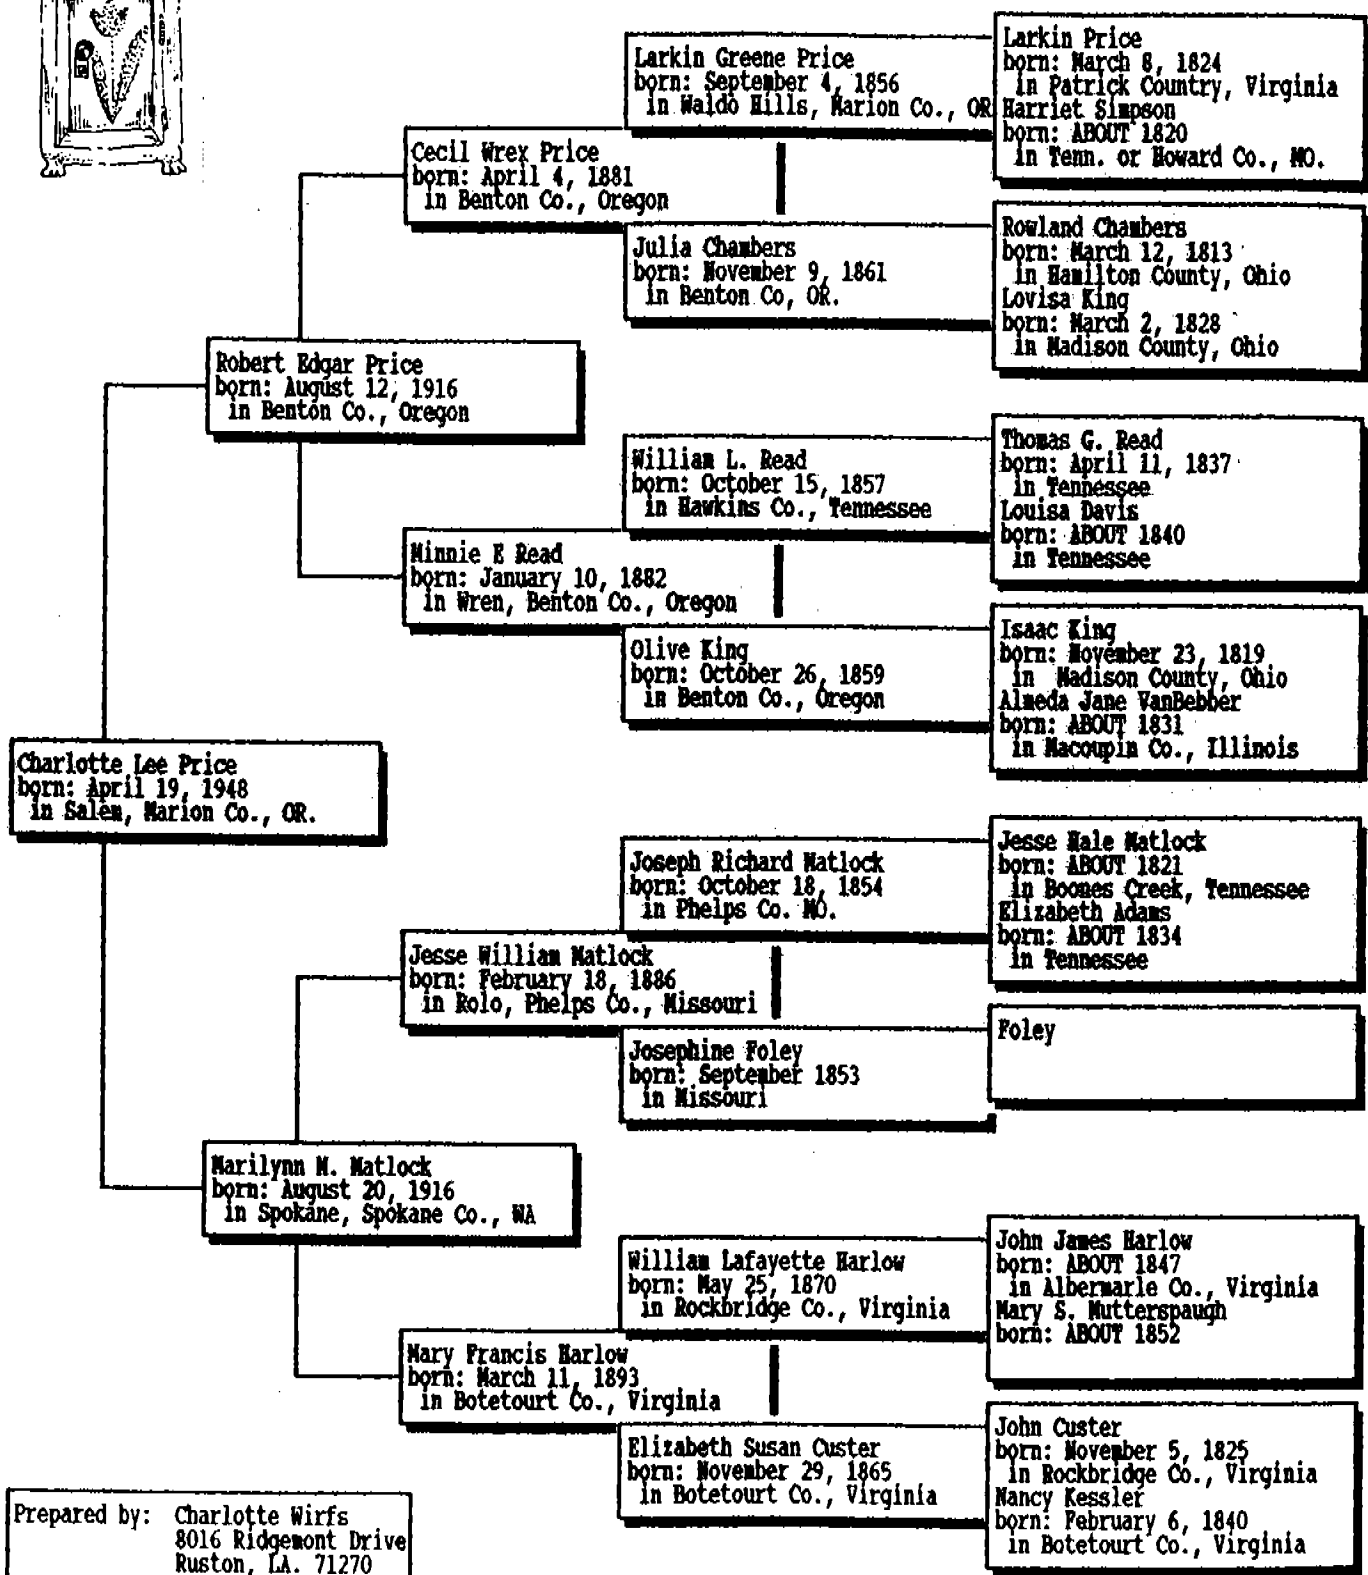 Larkin Greene Price
born: September 4, 1856
in Waldo Hills, Marion Co., OR
Larkin Price
born: March 8, 1824
in Patrick Country, Virginia
Harriet Simpson
born: ABOUT 1820
in Tenn. or Howard Co., MO.
Cecil Wrex Price
born: April 4, 1881
in Benton Co., Oregon
Julia Chambers
born: November 9, 1861
in Benton Co, OR.
Rowland Chambers
born: March 12, 1813
in Hamilton County, Ohio
Lovisa King
born: March 2, 1828
in Madison County, Ohio
Robert Edgar Price
born: August 12, 1916
in Benton Co., Oregon
William L. Read
born: October 15, 1857
in Hawkins Co., Tennessee
Thomas G. Read
born: April 11, 1837
in Tennessee
Louisa Davis
born: ABOUT 1840
in Tennessee
Minnie E Read
born: January 10, 1882
in Wren, Benton Co., Oregon
Olive King
born: October 26, 1859
in Benton Co., Oregon
Isaac King
born: November 23, 1819
in Madison County, Ohio
Almeda Jane VanBebber
born: ABOUT 1831
in Macoupin Co., Illinois
Charlotte Lee Price
born: April 19, 1948
in Salem, Marion Co., OR.
Joseph Richard Matlock
born: October 18, 1854
in Phelps Co. MO.
Jesse Hale Matlock
born: ABOUT 1821
in Boones Creek, Tennessee
Elizabeth Adams
born: ABOUT 1834
in Tennessee
Jesse William Matlock
born: February 18, 1886
in Rolo, Phelps Co., Missouri
Josephine Foley
born: September 1853
in Missouri
Foley
Marilynn M. Matlock
born: August 20, 1916
in Spokane, Spokane Co., WA
William Lafayette Harlow
born: May 25, 1870
in Rockbridge Co., Virginia
John James Harlow
born: ABOUT 1847
in Albermarle Co., Virginia
Mary S. Mutterspaugh
born: ABOUT 1852
Mary Francis Harlow
born: March 11, 1893
in Botetourt Co., Virginia
Elizabeth Susan Custer
born: November 29, 1865
in Botetourt Co., Virginia
John Custer
born: November 5, 1825
in Rockbridge Co., Virginia
Nancy Kessler
born: February 6, 1840
in Botetourt Co., Virginia
Prepared by: Charlotte Wirfs
8016 Ridgemont Drive
Ruston, LA. 71270